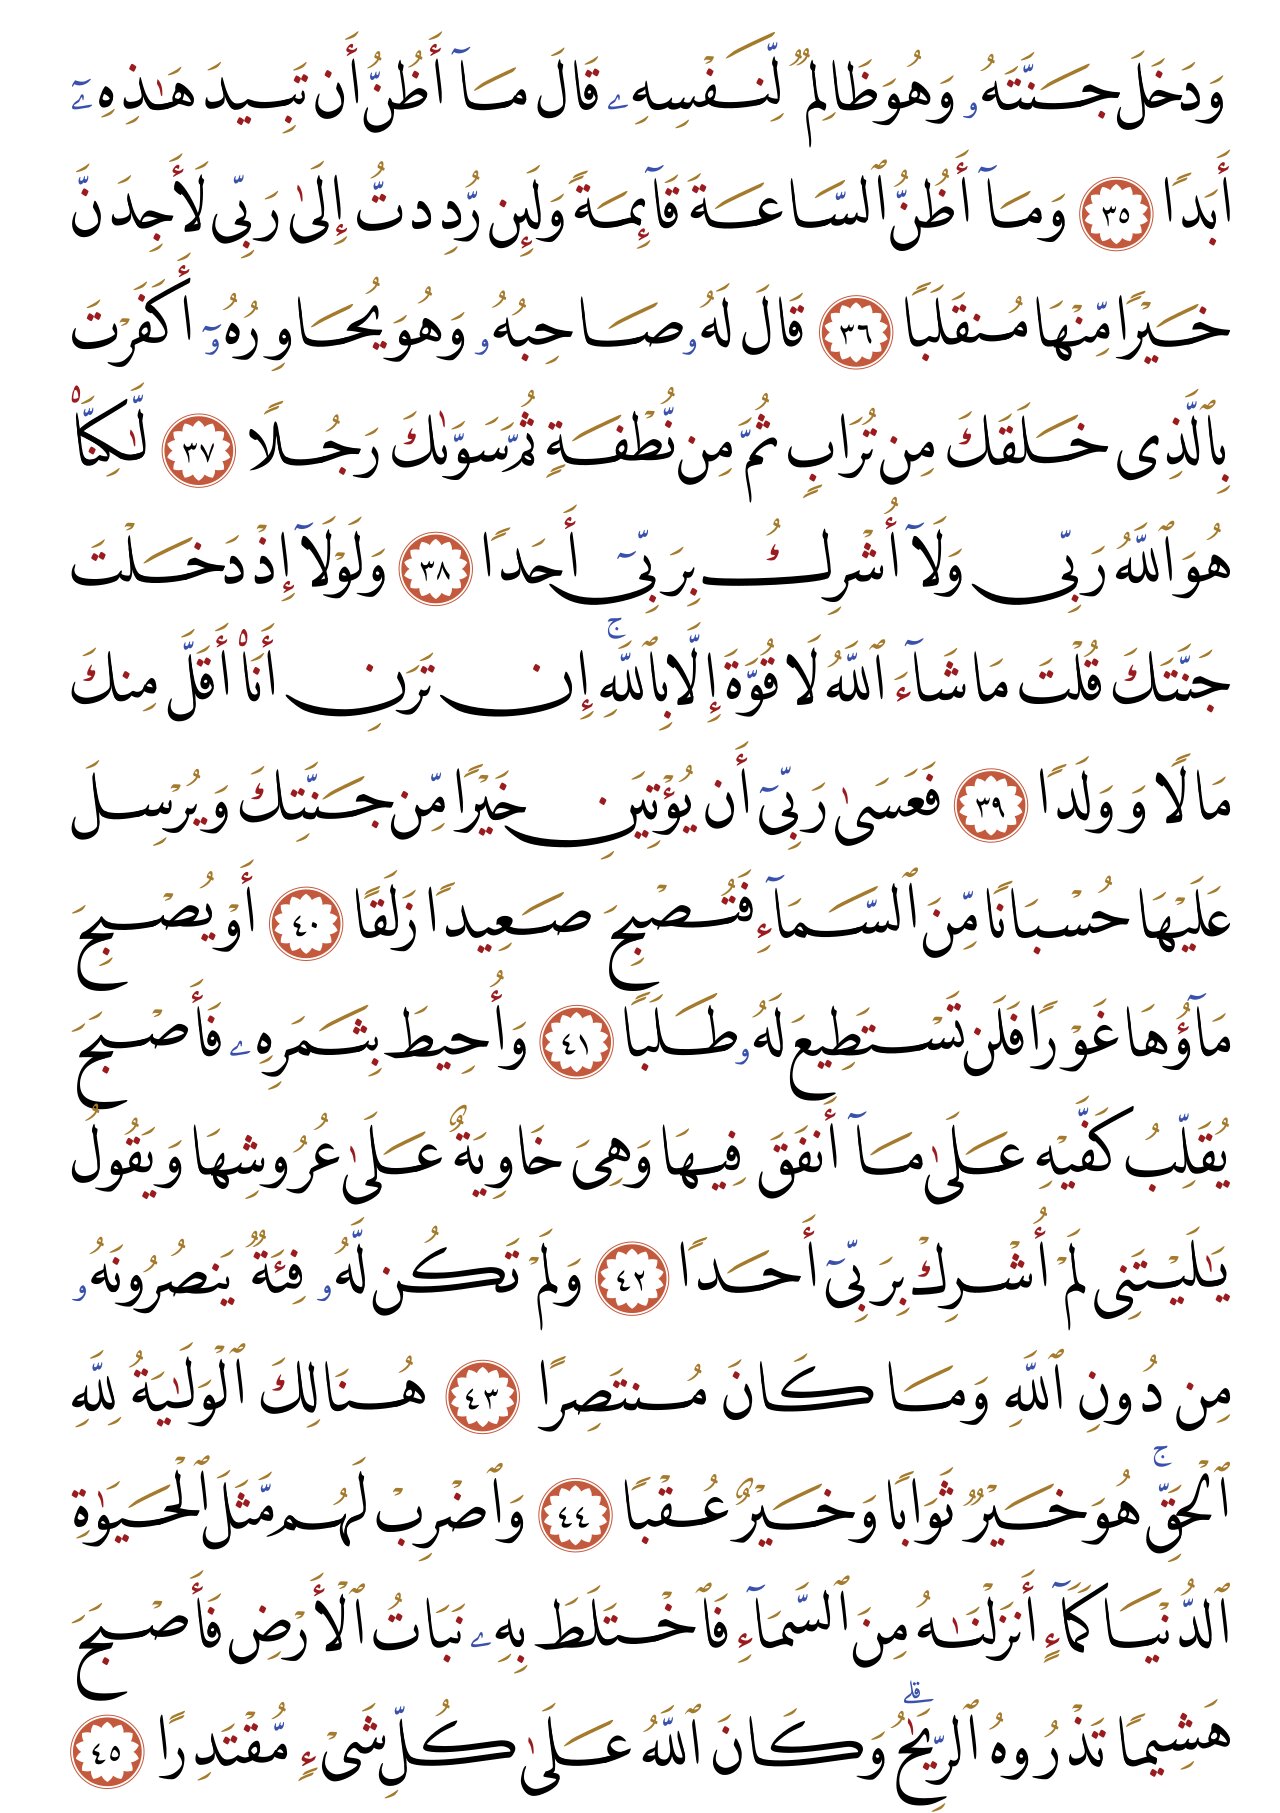 وَدَخَلَ جَنَّتَهُۥ وَهُوَ ظَالِمٌ لِّنَفْسِهِۦ قَالَ مَآ أَظُنُّ أَن تَبِيدَ هَـٰذِهِۦٓ
أَبَدًا ٣٥ وَمَآ أَظُنُّ ٱلسَّاعَةَ قَآئِمَةً وَلَئِن رُّدِدتُّ إِلَىٰ رَبِّى لَأَجِدَنَّ
خَيْرًا مِّنْهَا مُنقَلَبًا ٣٦ قَالَ لَهُۥ صَاحِبُهُۥ وَهُوَ يُحَاوِرُهُۥٓ أَكَفَرْتَ
بِٱلَّذِى خَلَقَكَ مِن تُرَابٍ ثُمَّ مِن نُّطْفَةٍ ثُمَّ سَوَّىٰكَ رَجُلًا ٣٧ لَّـٰكِنَّا۠
هُوَ ٱللَّهُ رَبِّى وَلَآ أُشْرِكُ بِرَبِّىٓ أَحَدًا ٣٨ وَلَوْلَآ إِذْ دَخَلْتَ
جَنَّتَكَ قُلْتَ مَا شَآءَ ٱللَّهُ لَا قُوَّةَ إِلَّا بِٱللَّهِ ۚ إِن تَرَنِ أَنَا۠ أَقَلَّ مِنكَ
مَالًا وَوَلَدًا ٣٩ فَعَسَىٰ رَبِّىٓ أَن يُؤْتِيَنِ خَيْرًا مِّن جَنَّتِكَ وَيُرْسِلَ
عَلَيْهَا حُسْبَانًا مِّنَ ٱلسَّمَآءِ فَتُصْبِحَ صَعِيدًا زَلَقًا ٤٠ أَوْ يُصْبِحَ
مَآؤُهَا غَوْرًا فَلَن تَسْتَطِيعَ لَهُۥ طَلَبًا ٤١ وَأُحِيطَ بِثَمَرِهِۦ فَأَصْبَحَ
يُقَلِّبُ كَفَّيْهِ عَلَىٰ مَآ أَنفَقَ فِيهَا وَهِىَ خَاوِيَةٌ عَلَىٰ عُرُوشِهَا وَيَقُولُ
يَـٰلَيْتَنِى لَمْ أُشْرِكْ بِرَبِّىٓ أَحَدًا ٤٢ وَلَمْ تَكُن لَّهُۥ فِئَةٌ يَنصُرُونَهُۥ
مِن دُونِ ٱللَّهِ وَمَا كَانَ مُنتَصِرًا ٤٣ هُنَالِكَ ٱلْوَلَـٰيَةُ لِلَّهِ
ٱلْحَقِّ ۚ هُوَ خَيْرٌ ثَوَابًا وَخَيْرٌ عُقْبًا ٤٤ وَٱضْرِبْ لَهُم مَّثَلَ ٱلْحَيَوٰةِ
ٱلدُّنْيَا كَمَآءٍ أَنزَلْنَـٰهُ مِنَ ٱلسَّمَآءِ فَٱخْتَلَطَ بِهِۦ نَبَاتُ ٱلْأَرْضِ فَأَصْبَحَ
هَشِيمًا تَذْرُوهُ ٱلرِّيَـٰحُ ۗ وَكَانَ ٱللَّهُ عَلَىٰ كُلِّ شَىْءٍ مُّقْتَدِرًا ٤٥